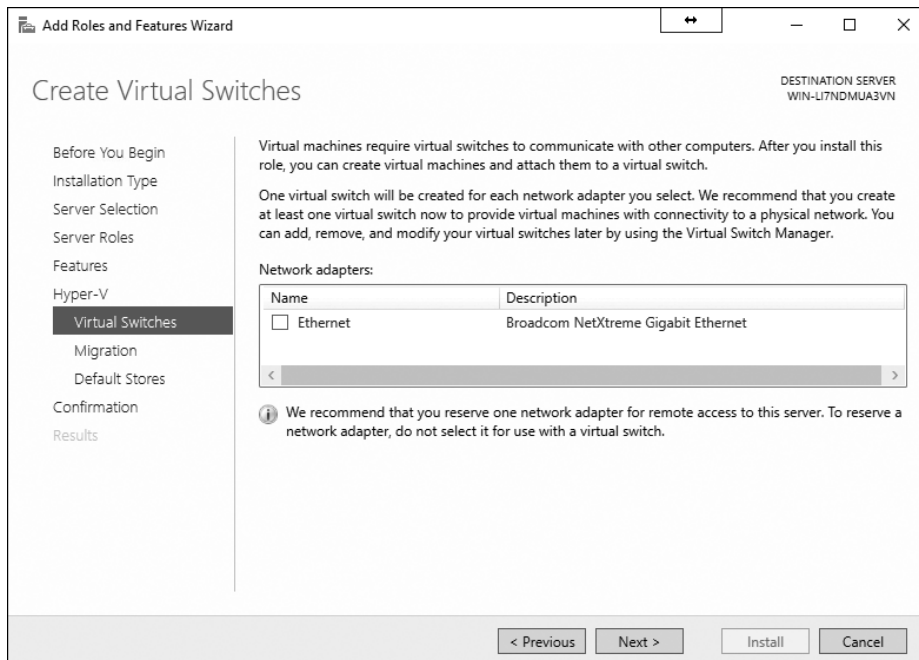 Add Roles and Features Wizard
Create Virtual Switches
DESTINATION SERVER
WIN-LI7NDMUA3VN
Before You Begin
Installation Type
Server Selection
Server Roles
Features
Hyper-V
Virtual Switches
Migration
Default Stores
Confirmation
Results
Virtual machines require virtual switches to communicate with other computers. After you install this
role, you can create virtual machines and attach them to a virtual switch.
One virtual switch will be created for each network adapter you select. We recommend that you create
at least one virtual switch now to provide virtual machines with connectivity to a physical network. You
can add, remove, and modify your virtual switches later by using the Virtual Switch Manager.
Network adapters:
Name Description
Ethernet Broadcom NetXtreme Gigabit Ethernet
We recommend that you reserve one network adapter for remote access to this server. To reserve a
network adapter, do not select it for use with a virtual switch.
< Previous Next > Install Cancel